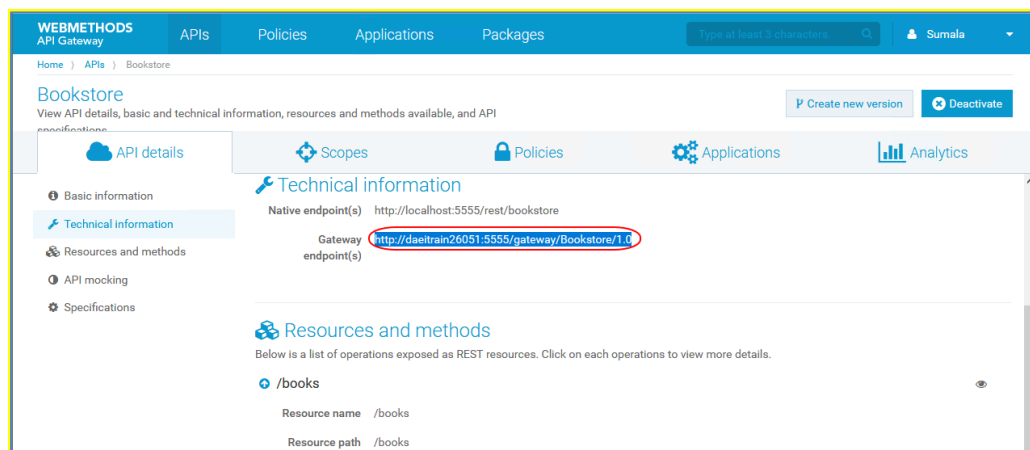 WEBMETHODS
API Gateway
APIs
Policies
Applications
Packages
Type at least 3 characters.
Sumala
Home > APIs > Bookstore
Bookstore
View API details, basic and technical information, resources and methods available, and API
specifications
Create new version
Deactivate
API details
Scopes
Policies
Applications
Analytics
Basic information
Technical information
Resources and methods
API mocking
Specifications
Technical information
Native endpoint(s) http://localhost:5555/rest/bookstore
Gateway http://daeitrain26051:5555/gateway/Bookstore/1.0
endpoint(s)
Resources and methods
Below is a list of operations exposed as REST resources. Click on each operations to view more details.
/books
Resource name /books
Resource path /books